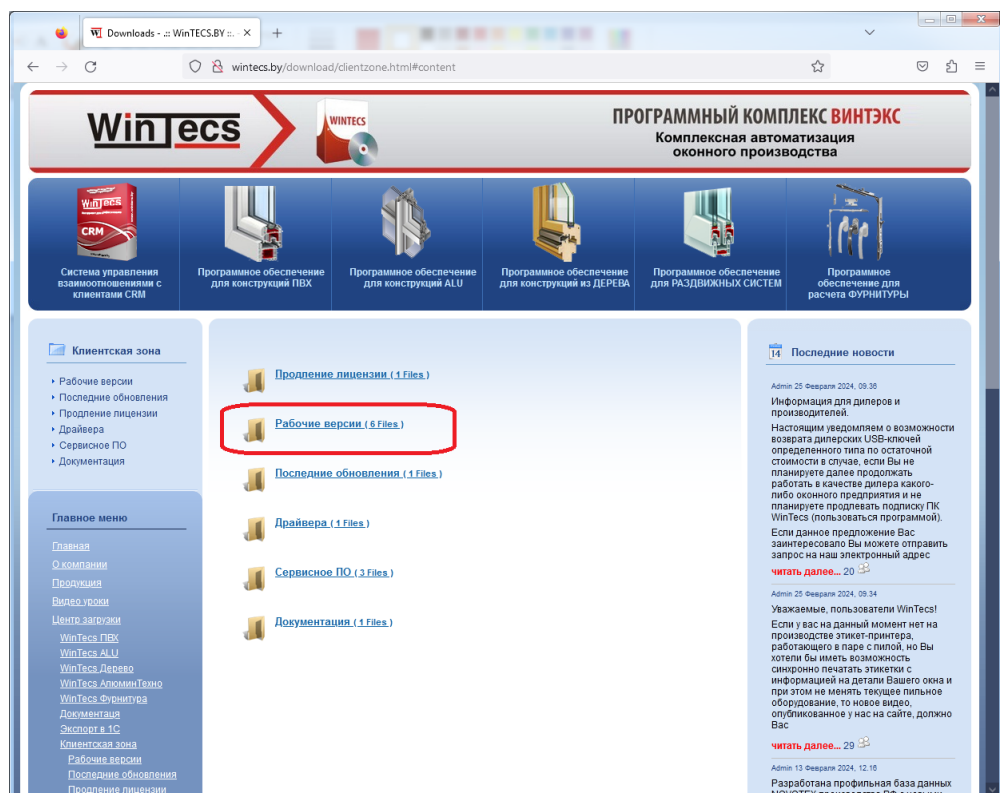 Downloads - .:: WinTECS.BY ::. -
wintecs.by/download/clientzone.html#content
WinTecs
WINTECS
ПРОГРАММНЫЙ КОМПЛЕКС ВИНТЭКС
Комплексная автоматизация
оконного производства
WinTecs
CRM
Система управления
взаимоотношениями с
клиентами CRM
Программное обеспечение
для конструкций ПВХ
Программное обеспечение
для конструкций ALU
Программное обеспечение
для конструкций из ДЕРЕВА
Программное обеспечение
для РАЗДВИЖНЫХ СИСТЕМ
Программное
обеспечение для
расчета ФУРНИТУРЫ
Клиентская зона
Рабочие версии
Последние обновления
Продление лицензии
Драйвера
Сервисное ПО
Документация
Главное меню
Главная
О компании
Продукция
Видео уроки
Центр загрузки
WinTecs ПВХ
WinTecs ALU
WinTecs Дерево
WinTecs АлюминТехно
WinTecs Фурнитура
Документаця
Экспорт в 1С
Клиентская зона
Рабочие версии
Последние обновления
Продление лицензии
Продление лицензии ( 1 Files )
Рабочие версии ( 6 Files )
Последние обновления ( 1 Files )
Драйвера ( 1 Files )
Сервисное ПО ( 3 Files )
Документация ( 1 Files )
14 Последние новости
Admin 25 Февраля 2024, 09.36
Информация для дилеров и
производителей.
Настоящим уведомляем о возможности
возврата дилерских USB-ключей
определенного типа по остаточной
стоимости в случае, если Вы не
планируете далее продолжать
работать в качестве дилера какого-
либо оконного предприятия и не
планируете продлевать подписку ПК
WinTecs (пользоваться программой).
Если данное предложение Вас
заинтересовало Вы можете отправить
запрос на наш электронный адрес
читать далее... 20
Admin 25 Февраля 2024, 09.34
Уважаемые, пользователи WinTecs!
Если у вас на данный момент нет на
производстве этикет-принтера,
работающего в паре с пилой, но Вы
хотели бы иметь возможность
синхронно печатать этикетки с
информацией на детали Вашего окна и
при этом не менять текущее пильное
оборудование, то новое видео,
опубликованное у нас на сайте, должно
Вас
читать далее... 29
Admin 13 Февраля 2024, 12.16
Разработана профильная база данных